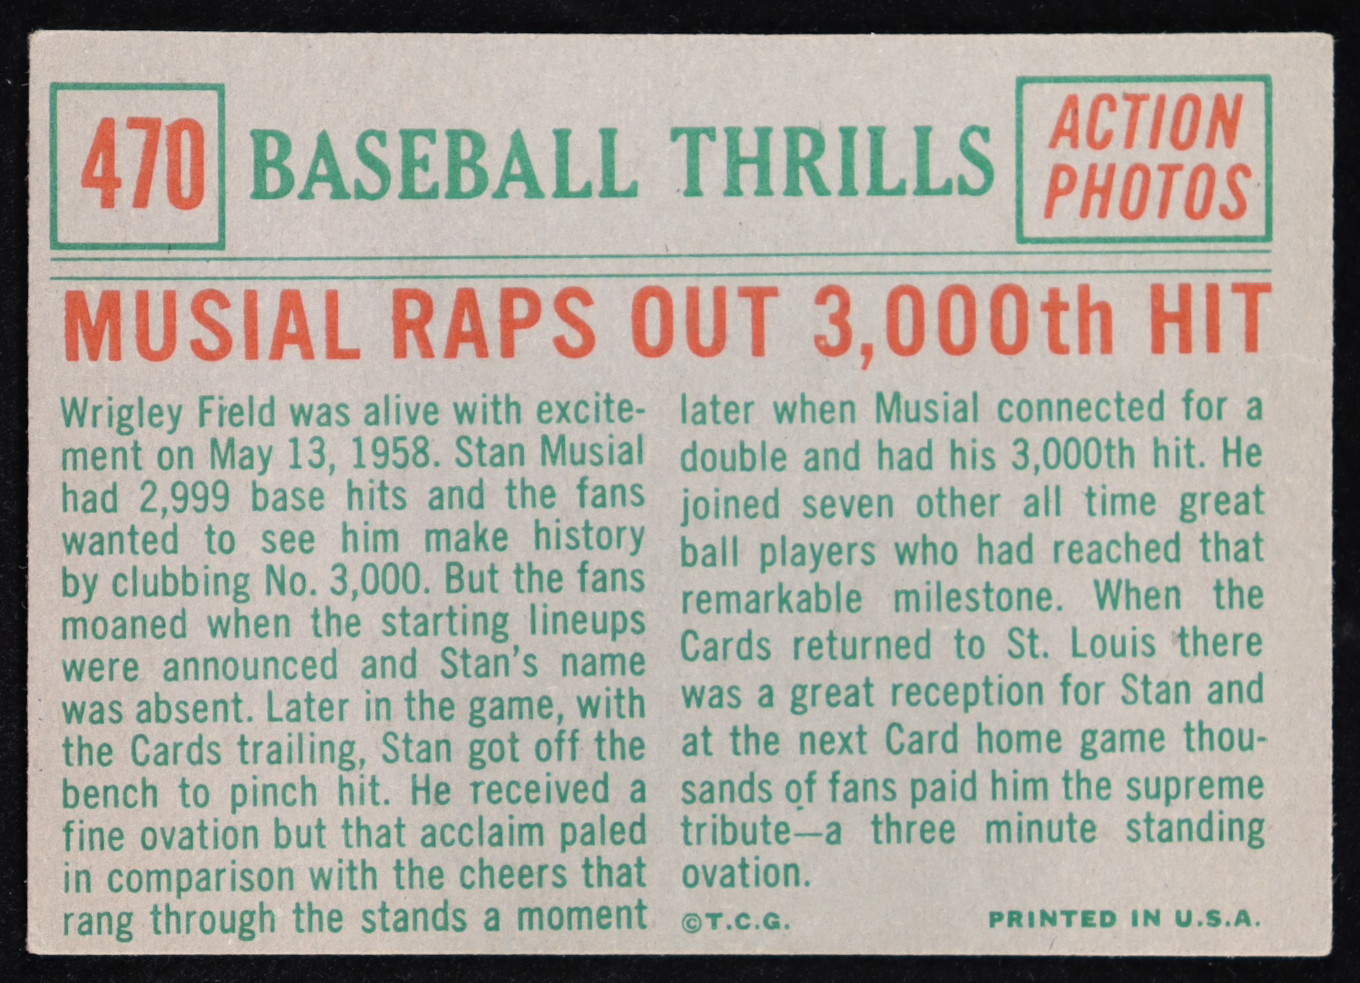 470
BASEBALL THRILLS
ACTION
PHOTOS
MUSIAL RAPS OUT 3,000th HIT
Wrigley Field was alive with excite-
ment on May 13, 1958. Stan Musial
had 2,999 base hits and the fans
wanted to see him make history
by clubbing No. 3,000. But the fans
moaned when the starting lineups
were announced and Stan's name
was absent. Later in the game, with
the Cards trailing, Stan got off the
bench to pinch hit. He received a
fine ovation but that acclaim paled
in comparison with the cheers that
rang through the stands a moment
later when Musial connected for a
double and had his 3,000th hit. He
joined seven other all time great
ball players who had reached that
remarkable milestone. When the
Cards returned to St. Louis there
was a great reception for Stan and
at the next Card home game thou-
sands of fans paid him the supreme
tribute—a three minute standing
ovation.
©T.C.G.
PRINTED IN U.S.A.